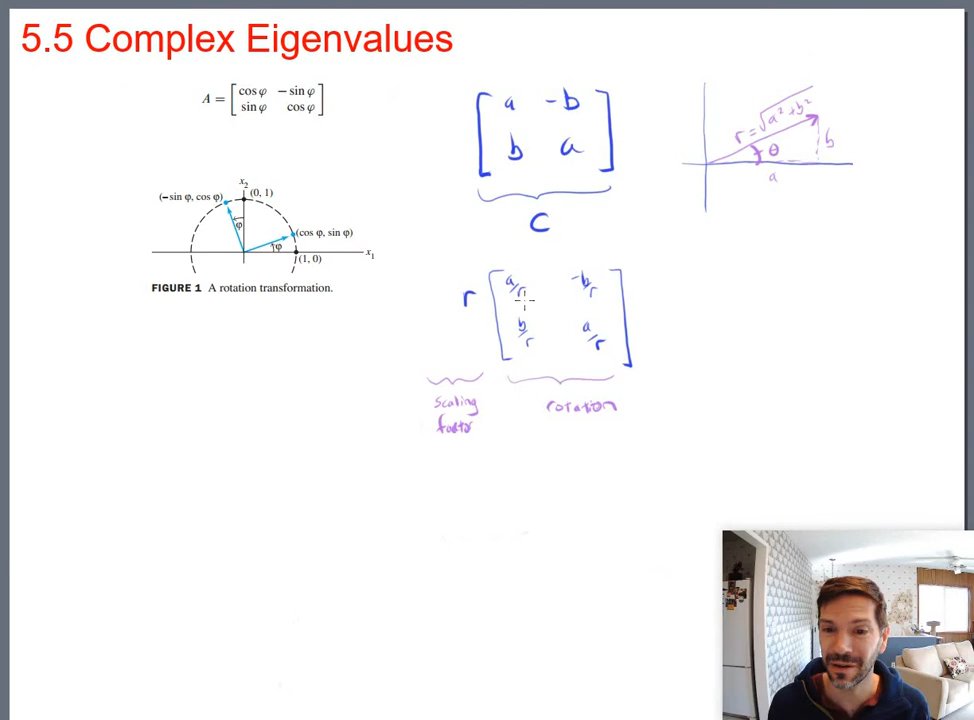 5.5 Complex Eigenvalues
A = [cos φ − sin φ
sin φ cos φ]
x₂
(0, 1)
(−sin φ, cos φ)
φ
(cos φ, sin φ)
φ
x₁
(1, 0)
FIGURE 1 A rotation transformation.
[a -b
b a]
C
r = √a² + b²
θ
b
a
r [a/r -b/r
b/r a/r]
scaling
factor
rotation